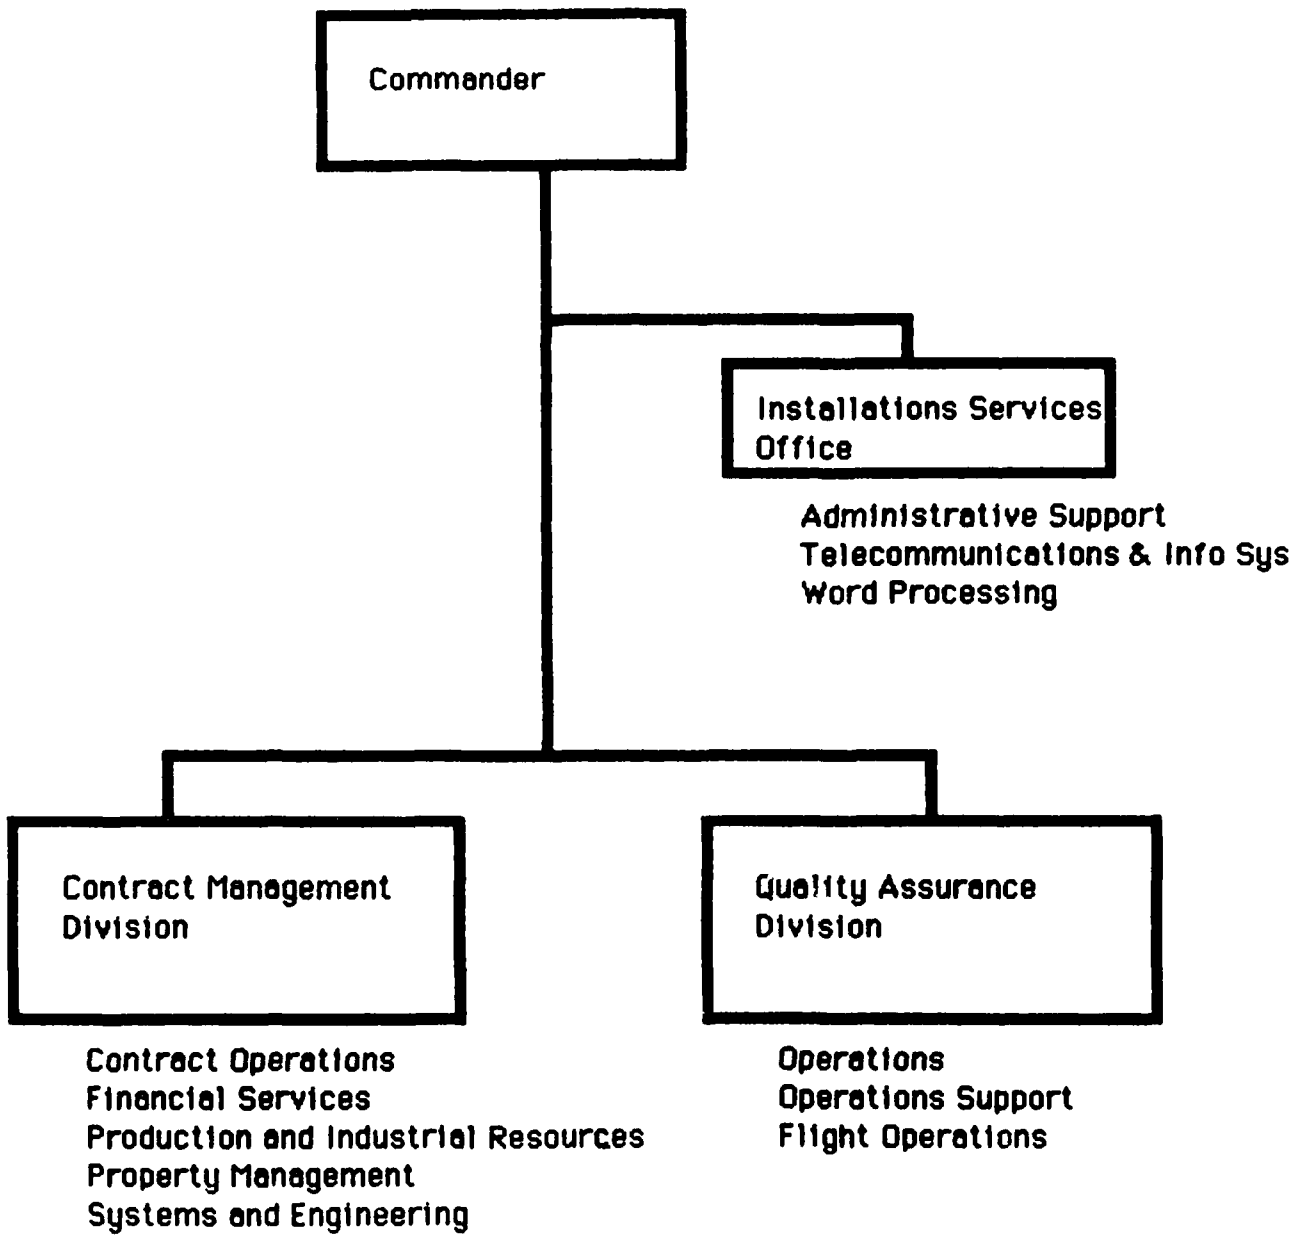 Commander
Installations Services
Office
Administrative Support
Telecommunications & Info Sys
Word Processing
Contract Management
Division
Contract Operations
Financial Services
Production and Industrial Resources
Property Management
Systems and Engineering
Quality Assurance
Division
Operations
Operations Support
Flight Operations